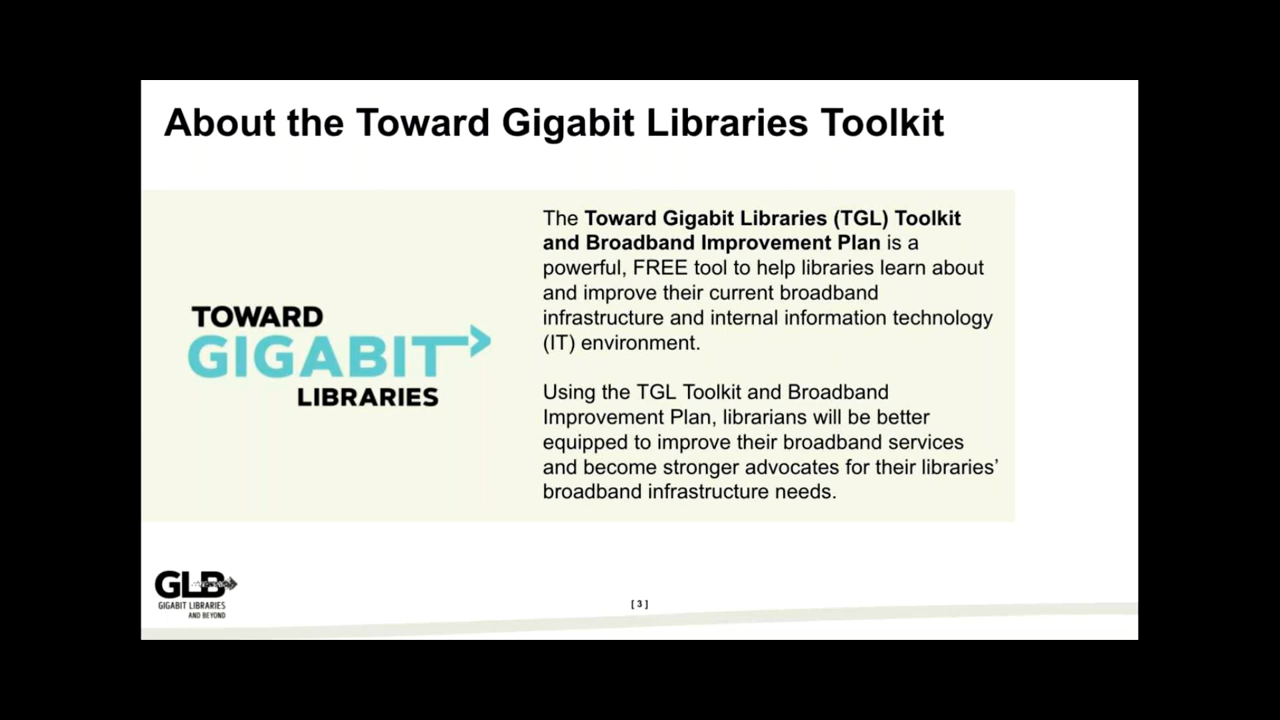 About the Toward Gigabit Libraries Toolkit
TOWARD
GIGABIT
LIBRARIES
The Toward Gigabit Libraries (TGL) Toolkit
and Broadband Improvement Plan is a
powerful, FREE tool to help libraries learn about
and improve their current broadband
infrastructure and internal information technology
(IT) environment.
Using the TGL Toolkit and Broadband
Improvement Plan, librarians will be better
equipped to improve their broadband services
and become stronger advocates for their libraries’
broadband infrastructure needs.
GLB
GIGABIT LIBRARIES
AND BEYOND
[ 3 ]